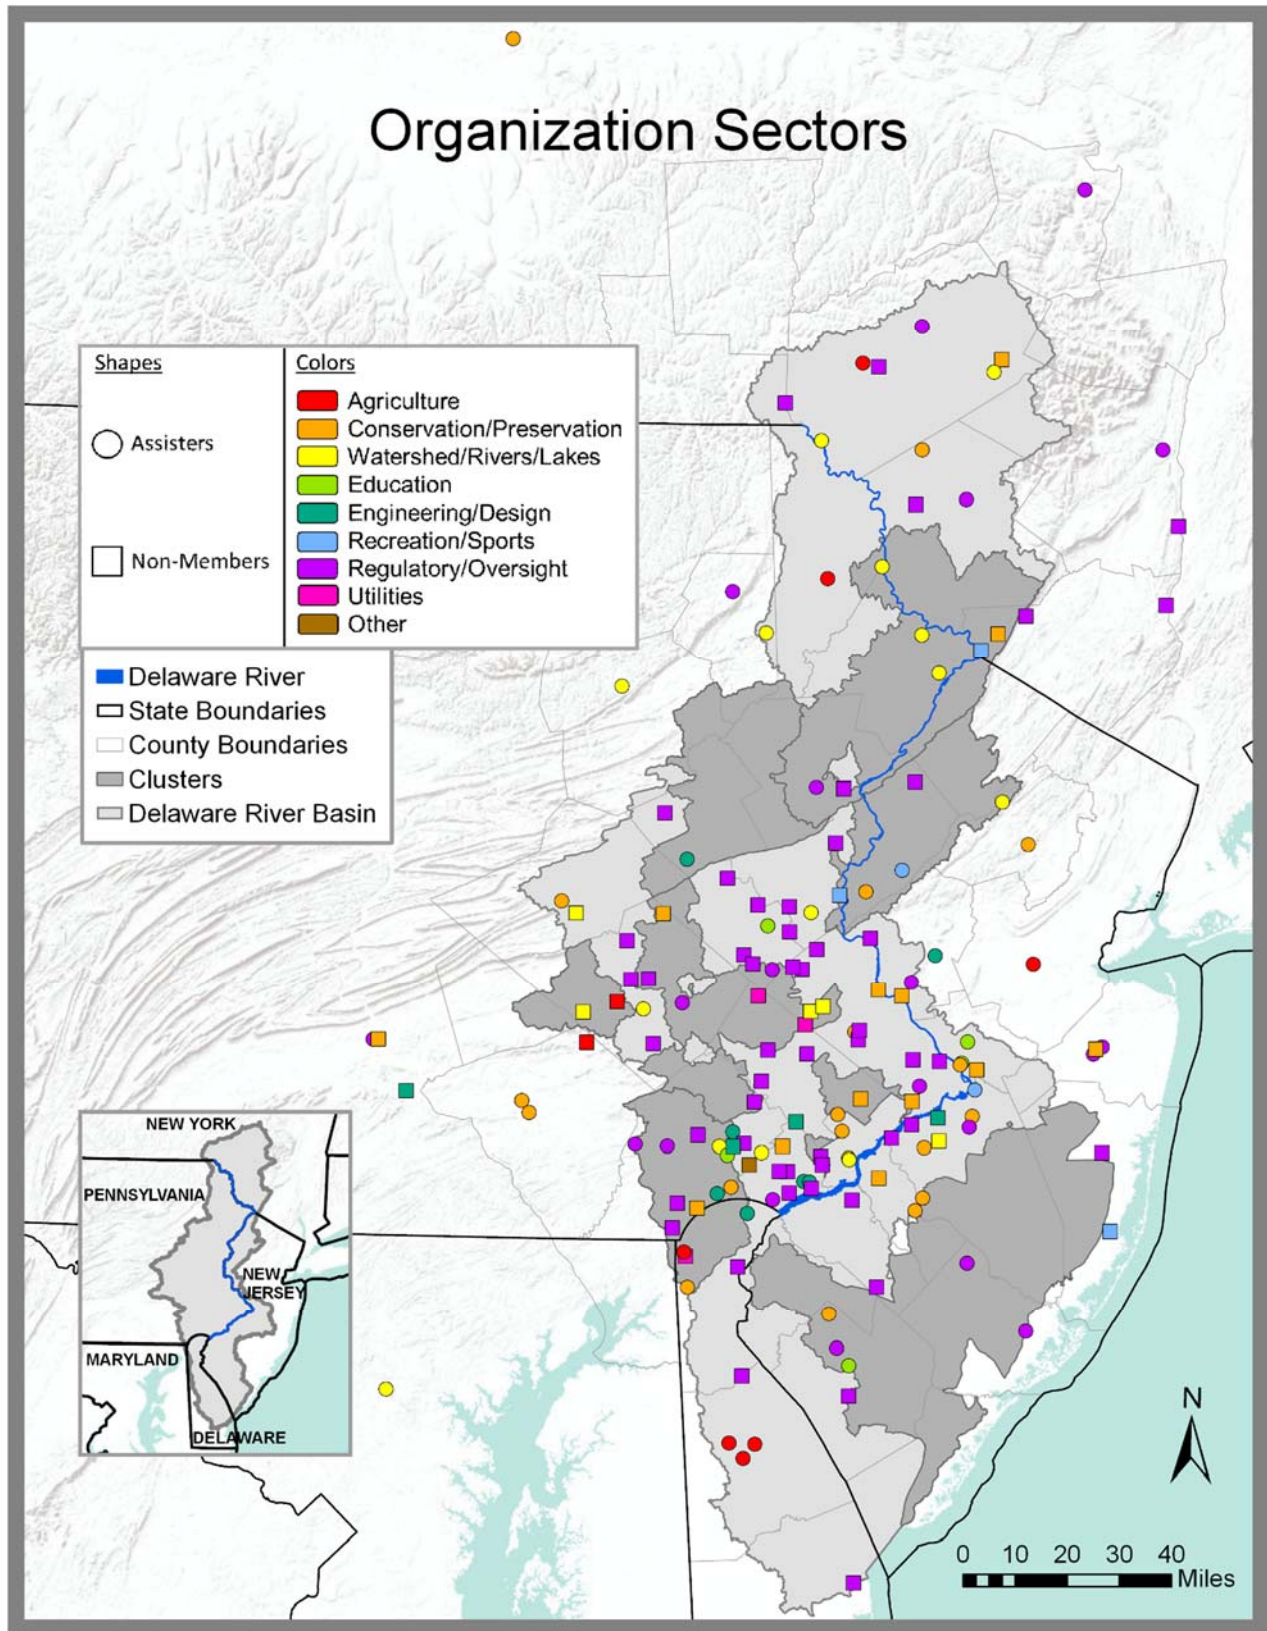 Organization Sectors
Shapes
Colors
Assisters
Non-Members
Agriculture
Conservation/Preservation
Watershed/Rivers/Lakes
Education
Engineering/Design
Recreation/Sports
Regulatory/Oversight
Utilities
Other
Delaware River
State Boundaries
County Boundaries
Clusters
Delaware River Basin
NEW YORK
PENNSYLVANIA
NEW
JERSEY
MARYLAND
DELAWARE
N
0 10 20 30 40
Miles